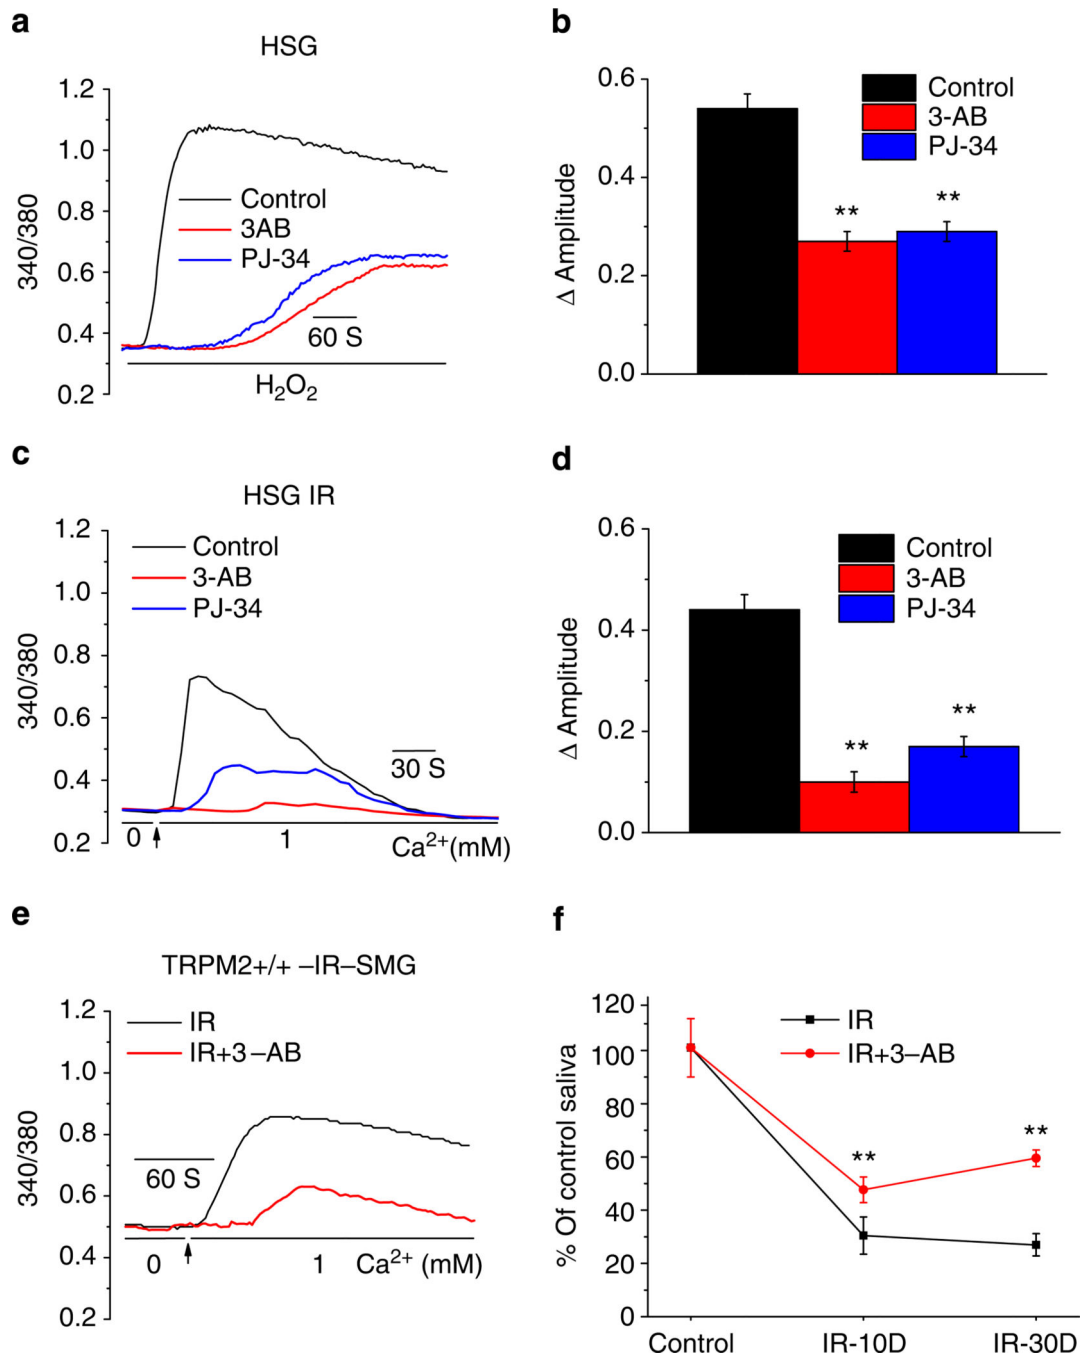 a
HSG
1.2
1.0
0.8
0.6
0.4
0.2
340/380
Control
3AB
PJ-34
60 S
H₂O₂
b
0.6
0.4
0.2
0.0
Δ Amplitude
Control
3-AB
PJ-34
**
**
c
HSG IR
1.2
1.0
0.8
0.6
0.4
0.2
340/380
Control
3-AB
PJ-34
30 S
0
1
Ca²⁺(mM)
d
0.6
0.4
0.2
0.0
Δ Amplitude
Control
3-AB
PJ-34
**
**
e
TRPM2+/+ –IR–SMG
1.2
1.0
0.8
0.6
0.4
0.2
340/380
IR
IR+3–AB
60 S
0
1
Ca²⁺ (mM)
f
120
100
80
60
40
20
0
% Of control saliva
IR
IR+3–AB
**
**
Control
IR-10D
IR-30D